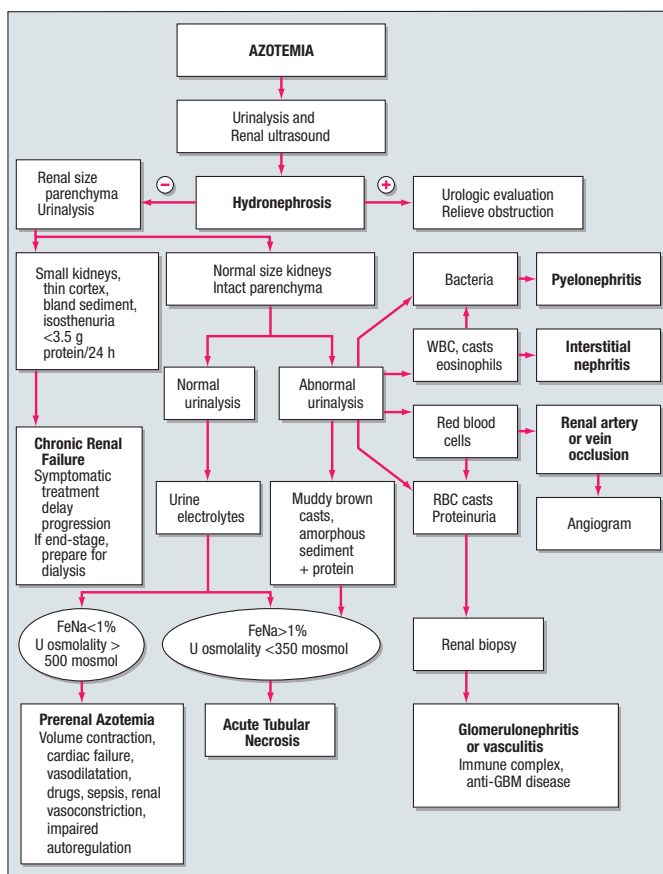 AZOTEMIA
Urinalysis and
Renal ultrasound
Renal size
parenchyma
Urinalysis
−
Hydronephrosis
+
Urologic evaluation
Relieve obstruction
Small kidneys,
thin cortex,
bland sediment,
isosthenuria
<3.5 g
protein/24 h
Normal size kidneys
Intact parenchyma
Bacteria
Pyelonephritis
WBC, casts
eosinophils
Interstitial
nephritis
Normal
urinalysis
Abnormal
urinalysis
Red blood
cells
Renal artery
or vein
occlusion
Chronic Renal
Failure
Symptomatic
treatment
delay
progression
If end-stage,
prepare for
dialysis
Urine
electrolytes
Muddy brown
casts,
amorphous
sediment
+ protein
RBC casts
Proteinuria
Angiogram
FeNa<1%
U osmolality >
500 mosmol
FeNa>1%
U osmolality <350 mosmol
Renal biopsy
Prerenal Azotemia
Volume contraction,
cardiac failure,
vasodilatation,
drugs, sepsis, renal
vasoconstriction,
impaired
autoregulation
Acute Tubular
Necrosis
Glomerulonephritis
or vasculitis
Immune complex,
anti-GBM disease